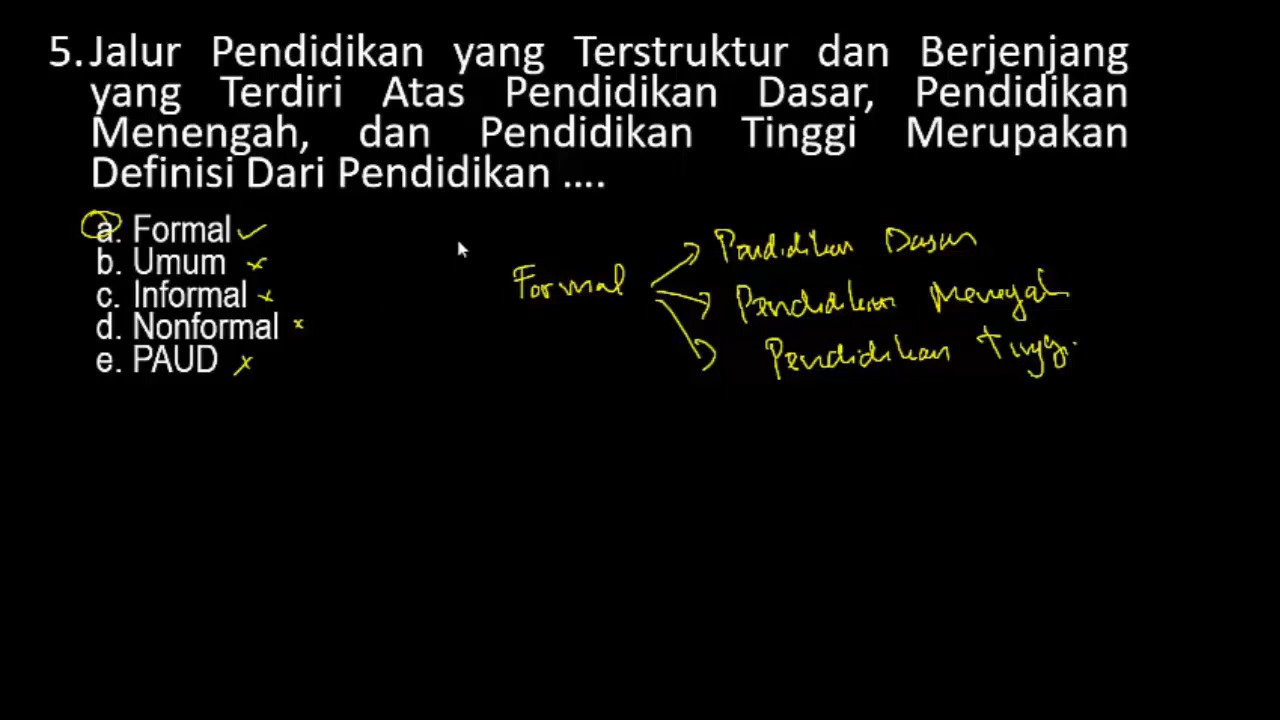 5. Jalur Pendidikan yang Terstruktur dan Berjenjang
yang Terdiri Atas Pendidikan Dasar, Pendidikan
Menengah, dan Pendidikan Tinggi Merupakan
Definisi Dari Pendidikan ....
a. Formal ✓
b. Umum ×
c. Informal ×
d. Nonformal ×
e. PAUD ×
Formal
Pendidikan Dasar
Pendidikan Menengah
Pendidikan Tinggi